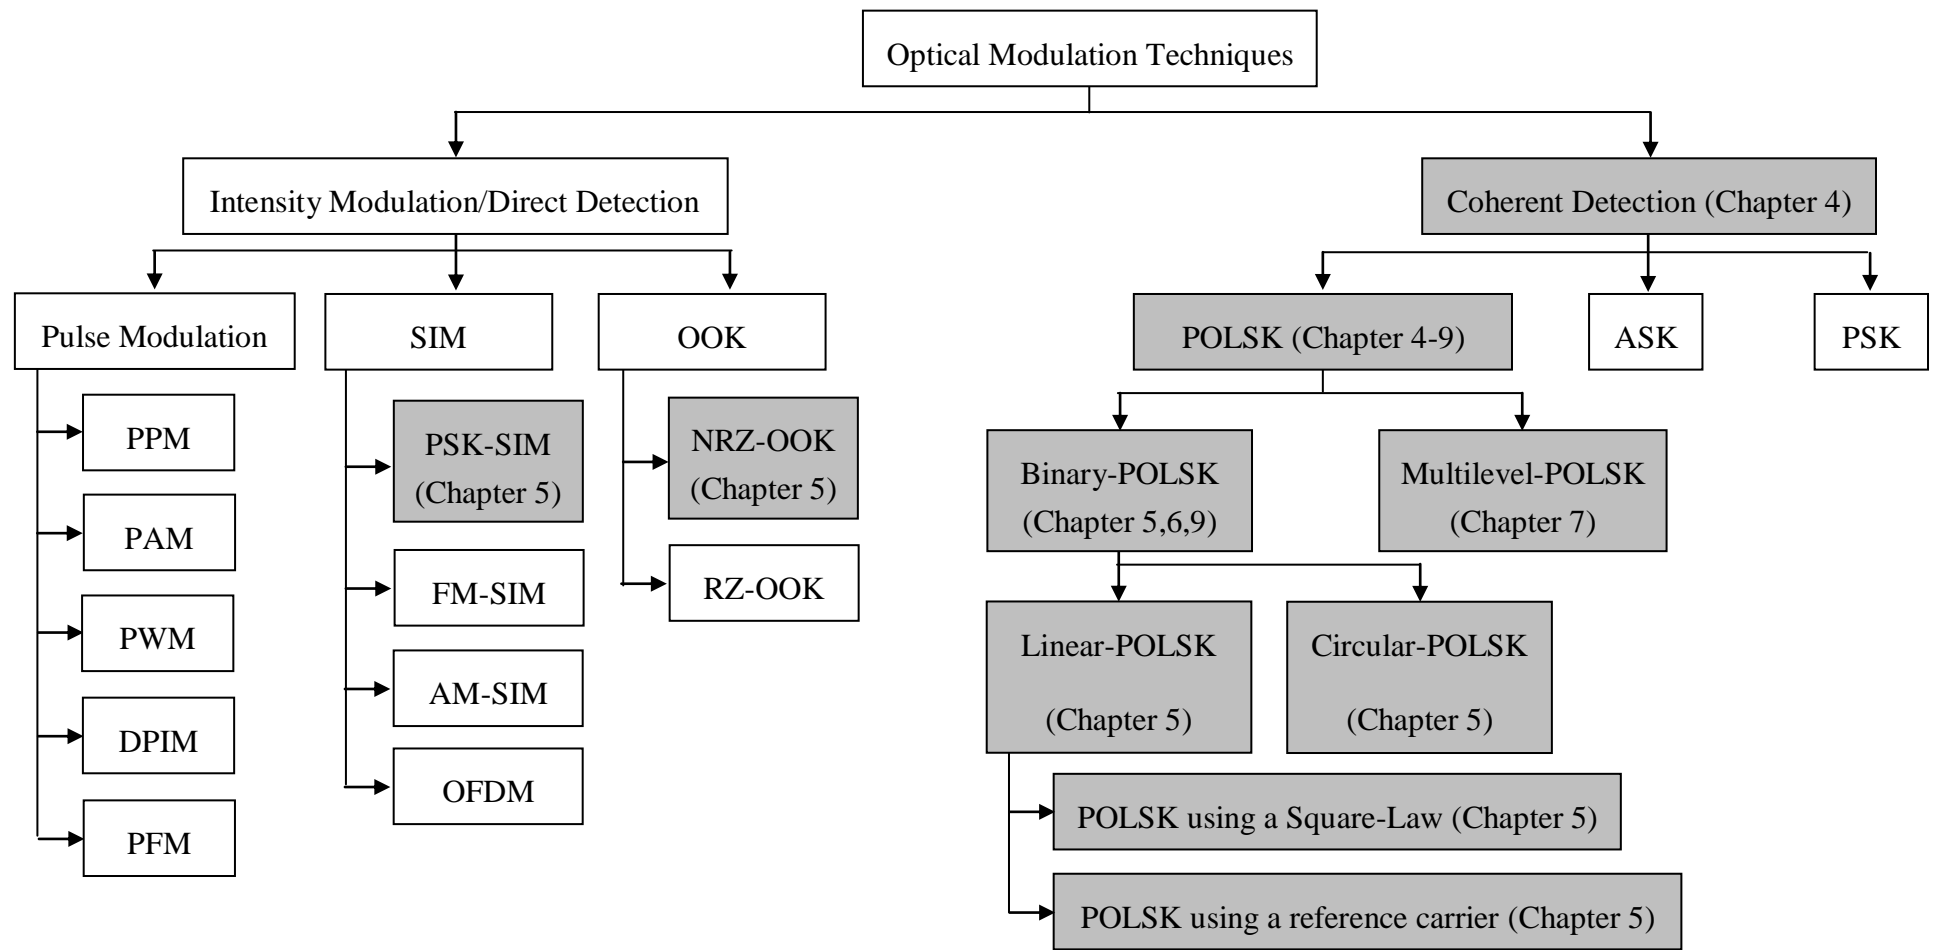 Optical Modulation Techniques
Intensity Modulation/Direct Detection
Coherent Detection (Chapter 4)
Pulse Modulation
SIM
OOK
POLSK (Chapter 4-9)
ASK
PSK
PPM
PAM
PWM
DPIM
PFM
PSK-SIM
(Chapter 5)
FM-SIM
AM-SIM
OFDM
NRZ-OOK
(Chapter 5)
RZ-OOK
Binary-POLSK
(Chapter 5,6,9)
Multilevel-POLSK
(Chapter 7)
Linear-POLSK
(Chapter 5)
Circular-POLSK
(Chapter 5)
POLSK using a Square-Law (Chapter 5)
POLSK using a reference carrier (Chapter 5)